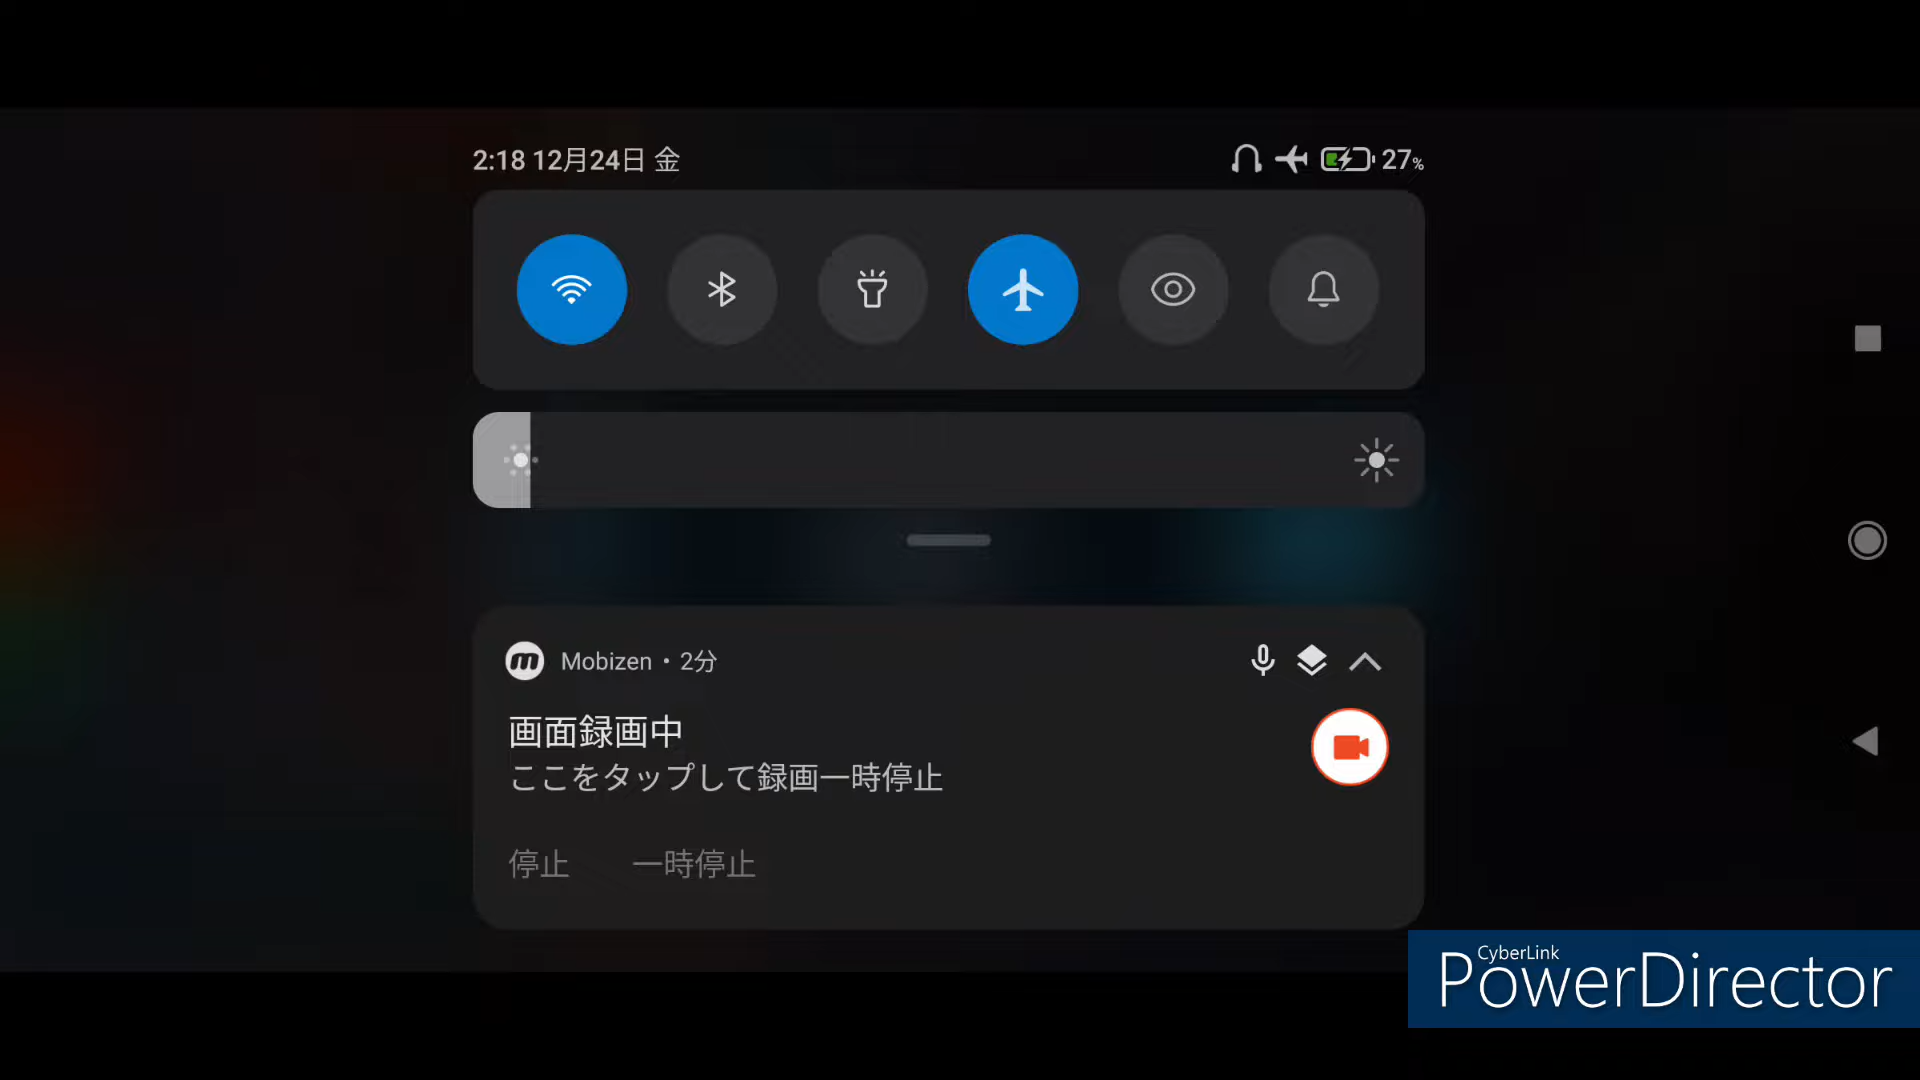 2:18 12月24日 金
27%
Mobizen・2分
画面録画中
ここをタップして録画一時停止
停止 一時停止
CyberLink
PowerDirector